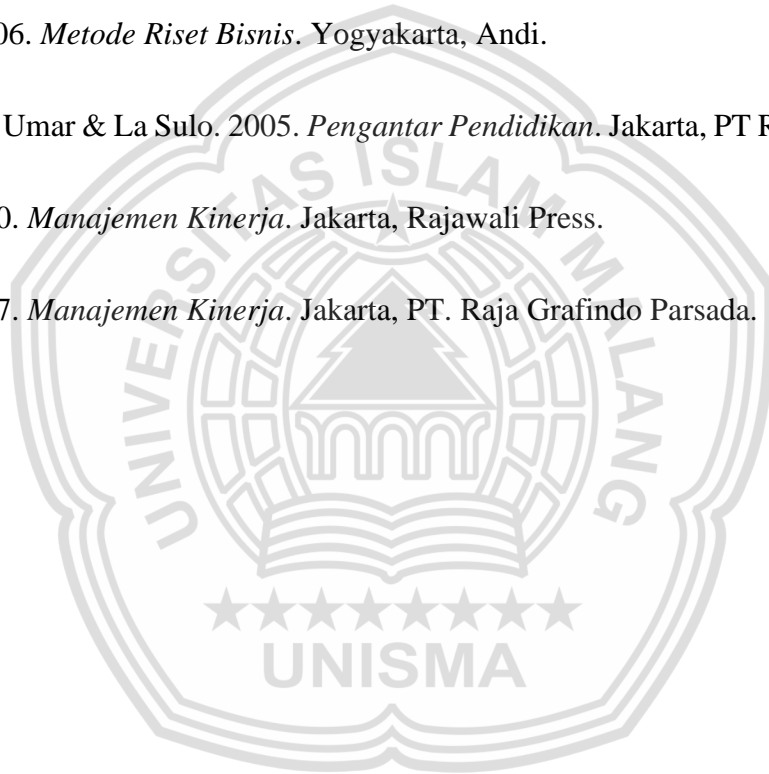 06. Metode Riset Bisnis. Yogyakarta, Andi.
Umar & La Sulo. 2005. Pengantar Pendidikan. Jakarta, PT R
0. Manajemen Kinerja. Jakarta, Rajawali Press.
7. Manajemen Kinerja. Jakarta, PT. Raja Grafindo Parsada.
UNIVERSITAS ISLAM MALANG
UNISMA